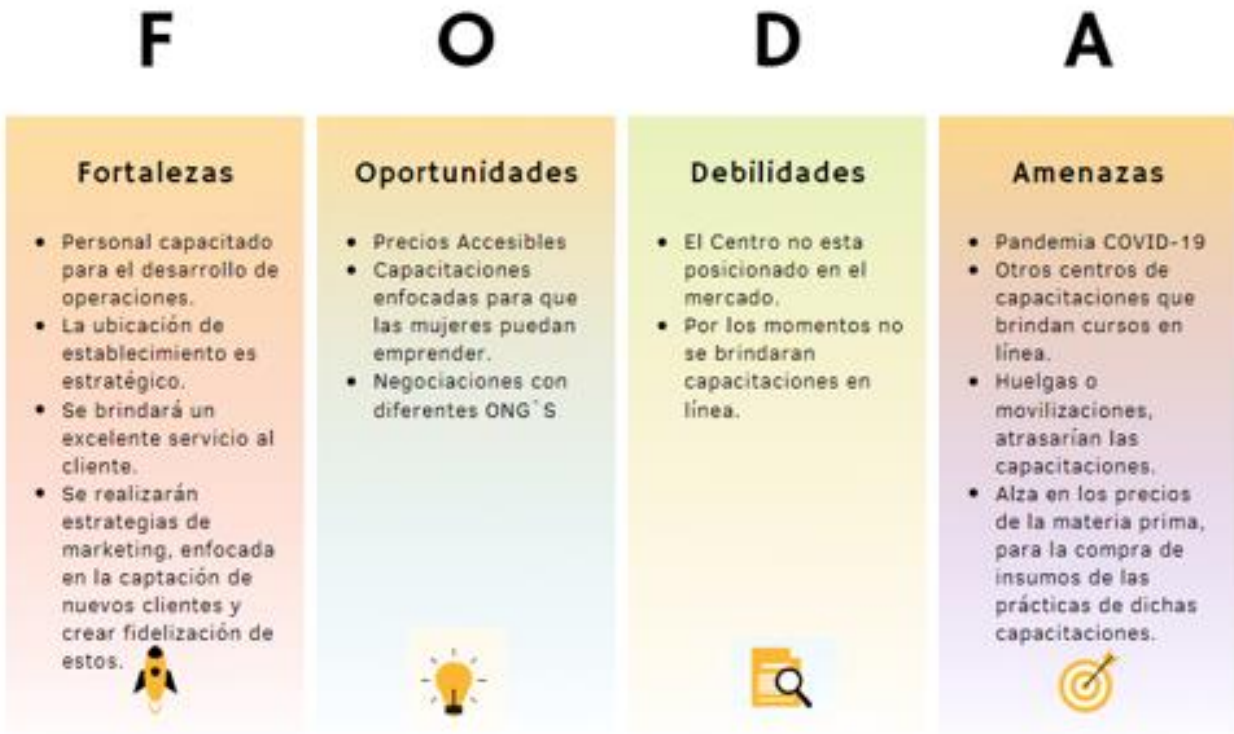 F
O
D
A
Fortalezas
• Personal capacitado
para el desarrollo de
operaciones.
• La ubicación de
establecimiento es
estratégico.
• Se brindará un
excelente servicio al
cliente.
• Se realizarán
estrategias de
marketing, enfocada
en la captación de
nuevos clientes y
crear fidelización de
estos.
Oportunidades
• Precios Accesibles
• Capacitaciones
enfocadas para que
las mujeres puedan
emprender.
• Negociaciones con
diferentes ONG`S
Debilidades
• El Centro no esta
posicionado en el
mercado.
• Por los momentos no
se brindaran
capacitaciones en
línea.
Amenazas
• Pandemia COVID-19
• Otros centros de
capacitaciones que
brindan cursos en
línea.
• Huelgas o
movilizaciones,
atrasarían las
capacitaciones.
• Alza en los precios
de la materia prima,
para la compra de
insumos de las
prácticas de dichas
capacitaciones.